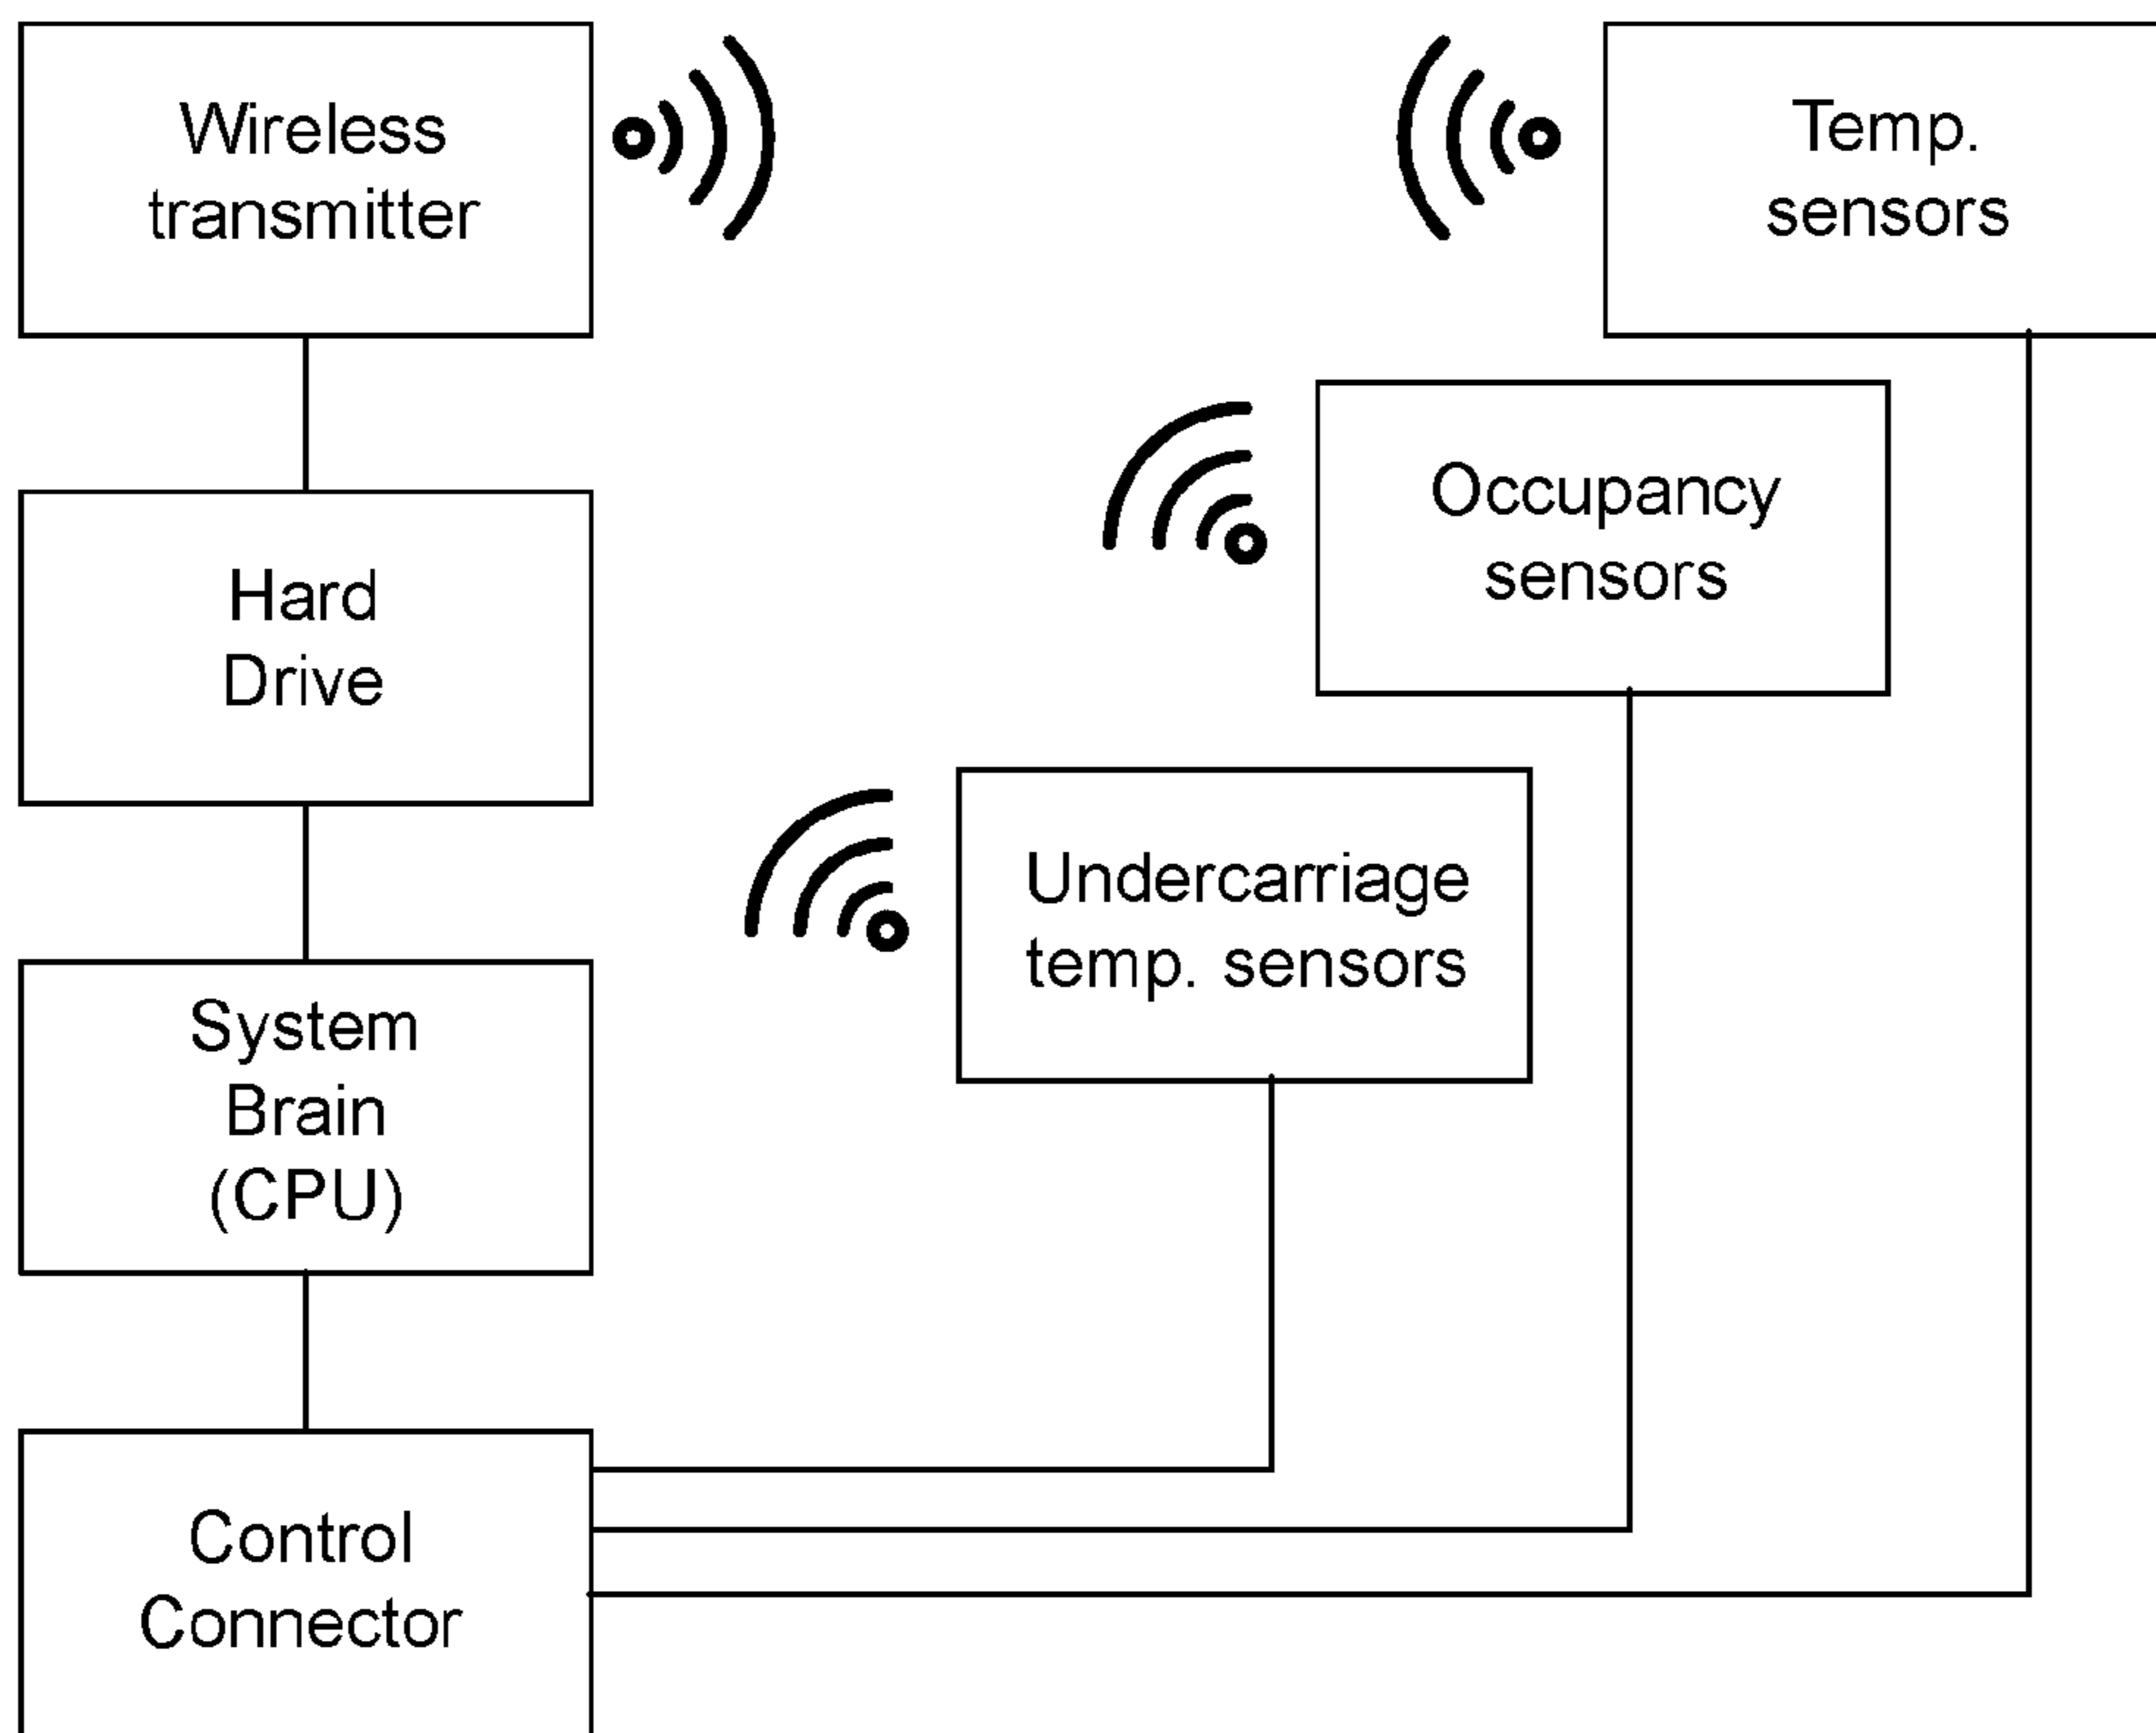 Wireless
transmitter
Temp.
sensors
Occupancy
sensors
Hard
Drive
Undercarriage
temp. sensors
System
Brain
(CPU)
Control
Connector